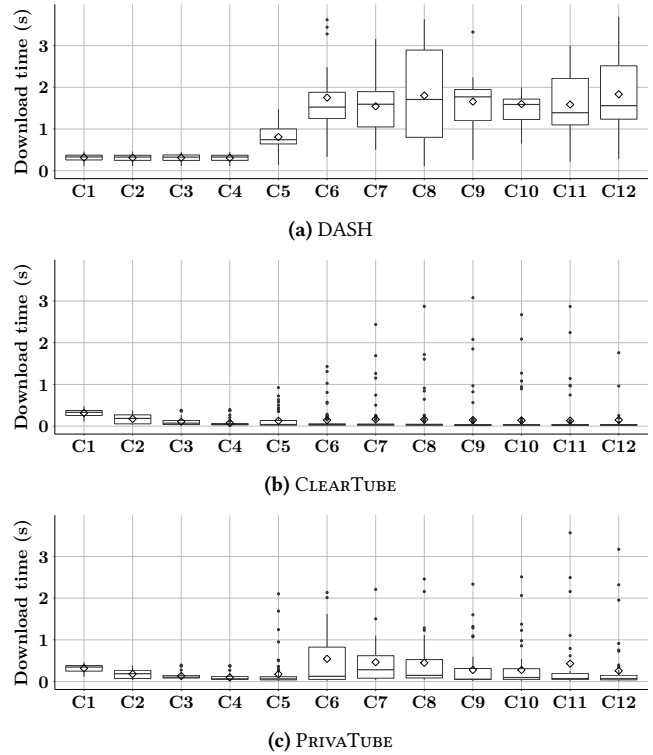 Download time (s)
3
2
1
0
C1 C2 C3 C4 C5 C6 C7 C8 C9 C10 C11 C12
(a) DASH
Download time (s)
3
2
1
0
C1 C2 C3 C4 C5 C6 C7 C8 C9 C10 C11 C12
(b) CLEARTUBE
Download time (s)
3
2
1
0
C1 C2 C3 C4 C5 C6 C7 C8 C9 C10 C11 C12
(c) PRIVATUBE